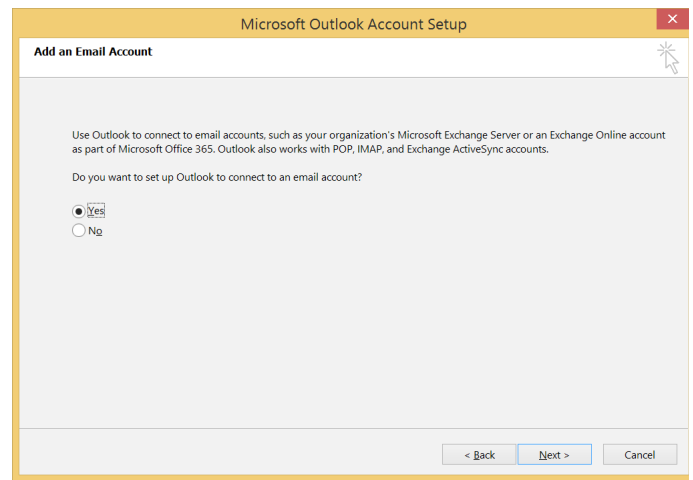 Microsoft Outlook Account Setup
Add an Email Account
Use Outlook to connect to email accounts, such as your organization's Microsoft Exchange Server or an Exchange Online account
as part of Microsoft Office 365. Outlook also works with POP, IMAP, and Exchange ActiveSync accounts.
Do you want to set up Outlook to connect to an email account?
Yes
No
< Back Next > Cancel